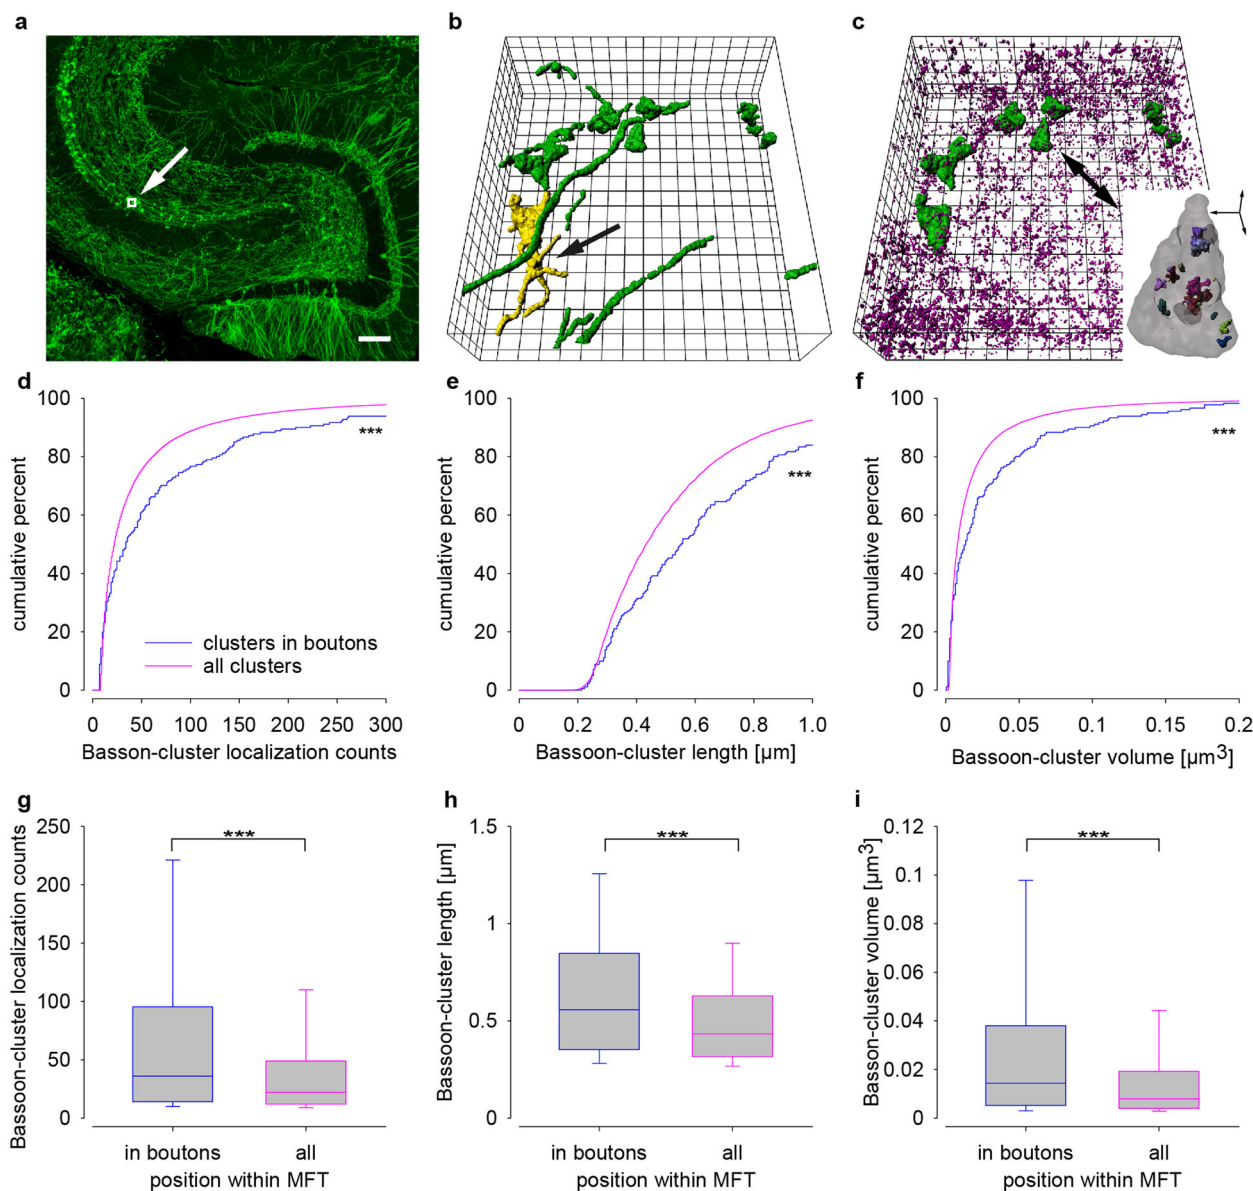 a
b
c
d
e
f
100
80
60
40
20
0
cumulative percent
clusters in boutons
all clusters
***
0 50 100 150 200 250 300
Basson-cluster localization counts
100
80
60
40
20
0
cumulative percent
***
0 0.2 0.4 0.6 0.8 1.0
Bassoon-cluster length [µm]
100
80
60
40
20
0
cumulative percent
***
0 0.05 0.1 0.15 0.2
Bassoon-cluster volume [µm3]
g
h
i
250
200
150
100
50
0
Bassoon-cluster localization counts
***
in boutons all
position within MFT
1.5
1
0.5
0
Bassoon-cluster length [µm]
***
in boutons all
position within MFT
0.12
0.1
0.08
0.06
0.04
0.02
0
Basson-cluster volume [µm3]
***
in boutons all
position within MFT